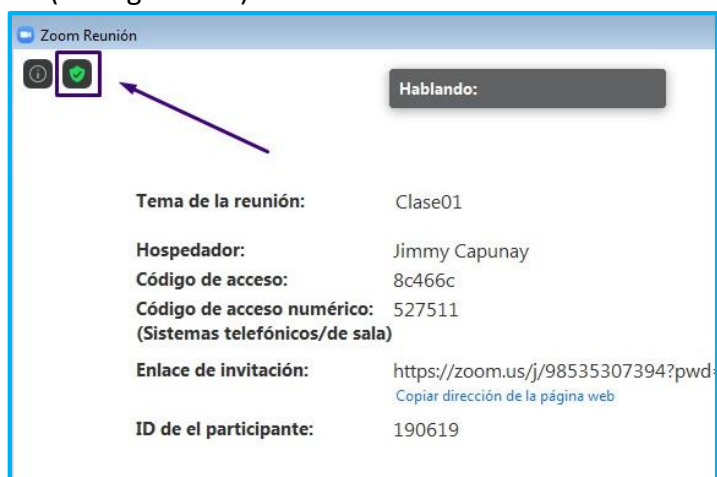 Zoom Reunión
Hablando:
Tema de la reunión: Clase01
Hospedador: Jimmy Capunay
Código de acceso: 8c466c
Código de acceso numérico: 527511
(Sistemas telefónicos/de sala)
Enlace de invitación: https://zoom.us/j/98535307394?pwd=
Copiar dirección de la página web
ID de el participante: 190619